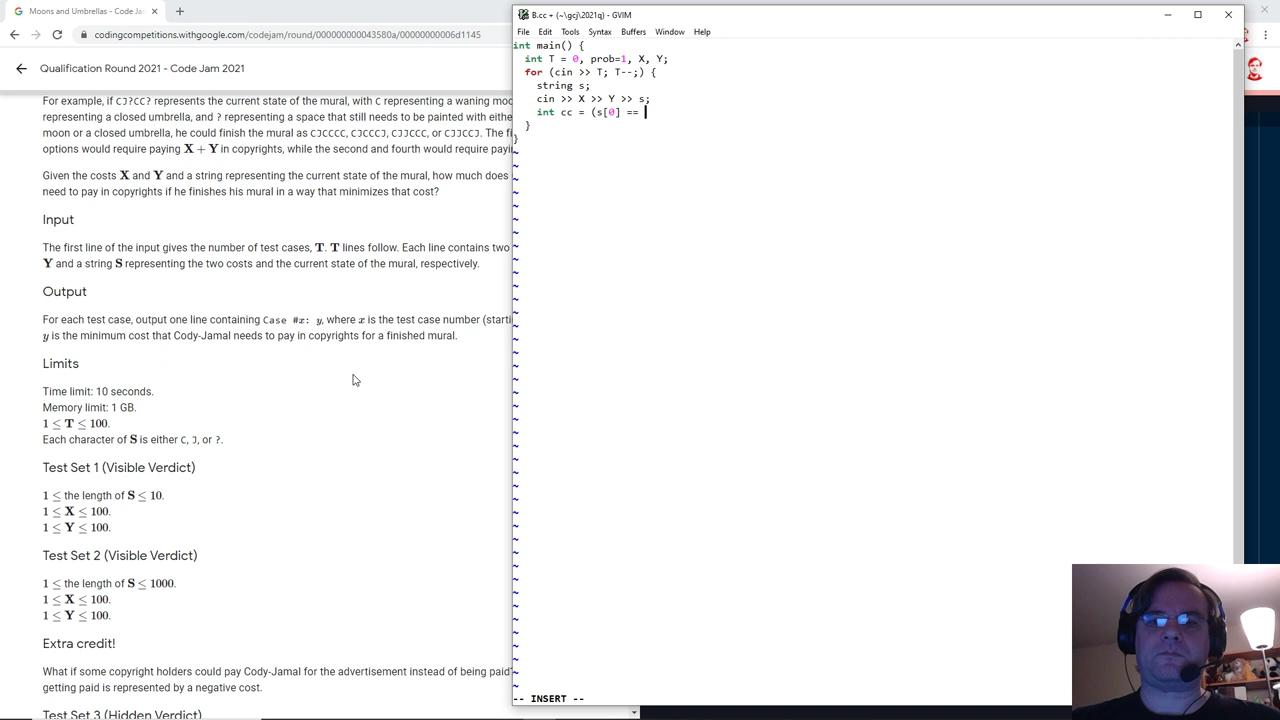 Moons and Umbrellas - Code Jam
codingcompetitions.withgoogle.com/codejam/round/000000000043580a/00000000006d1145
Qualification Round 2021 - Code Jam 2021
For example, if CJ?CC? represents the current state of the mural, with C representing a waning moo
representing a closed umbrella, and ? representing a space that still needs to be painted with either
moon or a closed umbrella, he could finish the mural as CJCCCC, CJCCCJ, CJJCCC, or CJJCCJ. The fi
options would require paying X + Y in copyrights, while the second and fourth would require payi
Given the costs X and Y and a string representing the current state of the mural, how much does
need to pay in copyrights if he finishes his mural in a way that minimizes that cost?
Input
The first line of the input gives the number of test cases, T. T lines follow. Each line contains two
Y and a string S representing the two costs and the current state of the mural, respectively.
Output
For each test case, output one line containing Case #x: y, where x is the test case number (starti
y is the minimum cost that Cody-Jamal needs to pay in copyrights for a finished mural.
Limits
Time limit: 10 seconds.
Memory limit: 1 GB.
1 ≤ T ≤ 100.
Each character of S is either C, J, or ?.
Test Set 1 (Visible Verdict)
1 ≤ the length of S ≤ 10.
1 ≤ X ≤ 100.
1 ≤ Y ≤ 100.
Test Set 2 (Visible Verdict)
1 ≤ the length of S ≤ 1000.
1 ≤ X ≤ 100.
1 ≤ Y ≤ 100.
Extra credit!
What if some copyright holders could pay Cody-Jamal for the advertisement instead of being paid?
getting paid is represented by a negative cost.
Test Set 3 (Hidden Verdict)
B.cc + (~\gcj\2021q) - GVIM
File Edit Tools Syntax Buffers Window Help
int main() {
int T = 0, prob=1, X, Y;
for (cin >> T; T--;) {
string s;
cin >> X >> Y >> s;
int cc = (s[0] ==
}
}
-- INSERT --